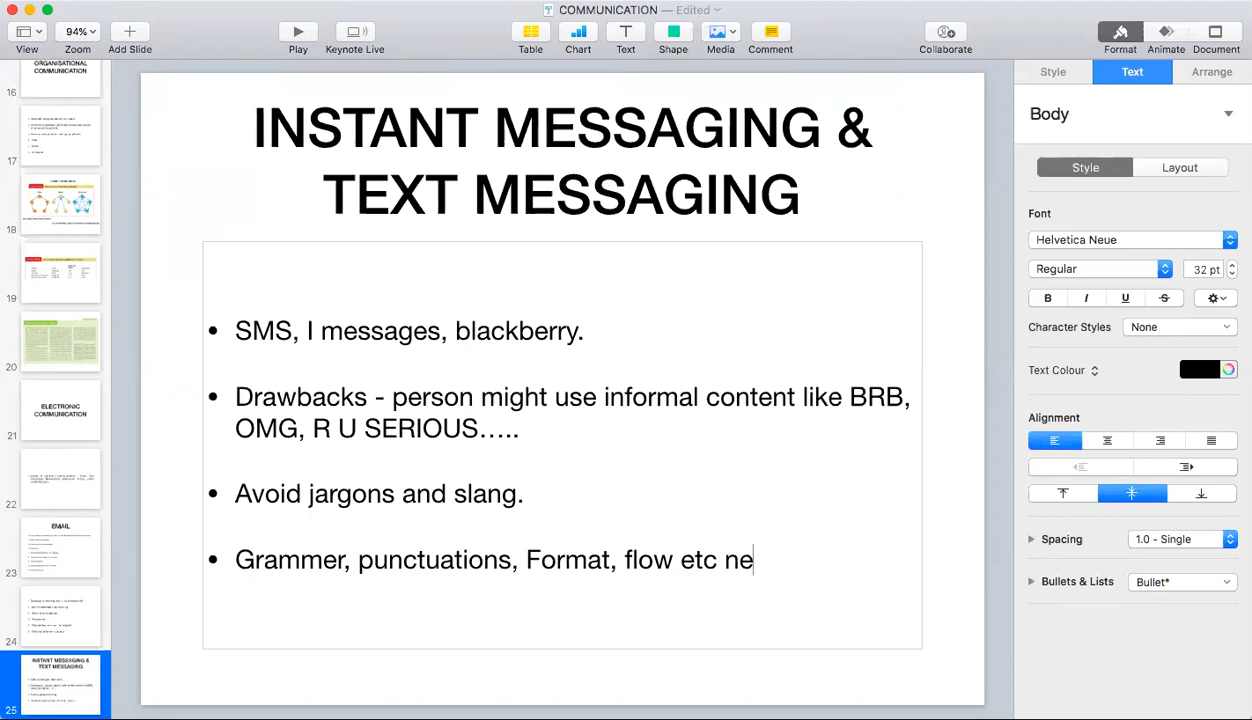 COMMUNICATION — Edited
View
94%
Zoom
Add Slide
Play
Keynote Live
Table
Chart
Text
Shape
Media
Comment
Collaborate
Format
Animate
Document
ORGANISATIONAL
COMMUNICATION
16
17
18
19
20
ELECTRONIC
COMMUNICATION
21
22
EMAIL
23
24
INSTANT MESSAGING &
TEXT MESSAGING
25
INSTANT MESSAGING &
TEXT MESSAGING
• SMS, I messages, blackberry.
• Drawbacks - person might use informal content like BRB,
OMG, R U SERIOUS…..
• Avoid jargons and slang.
• Grammer, punctuations, Format, flow etc ne
Style
Text
Arrange
Body
Style
Layout
Font
Helvetica Neue
Regular
32 pt
B I U S
Character Styles
None
Text Colour
Alignment
Spacing
1.0 - Single
Bullets & Lists
Bullet*